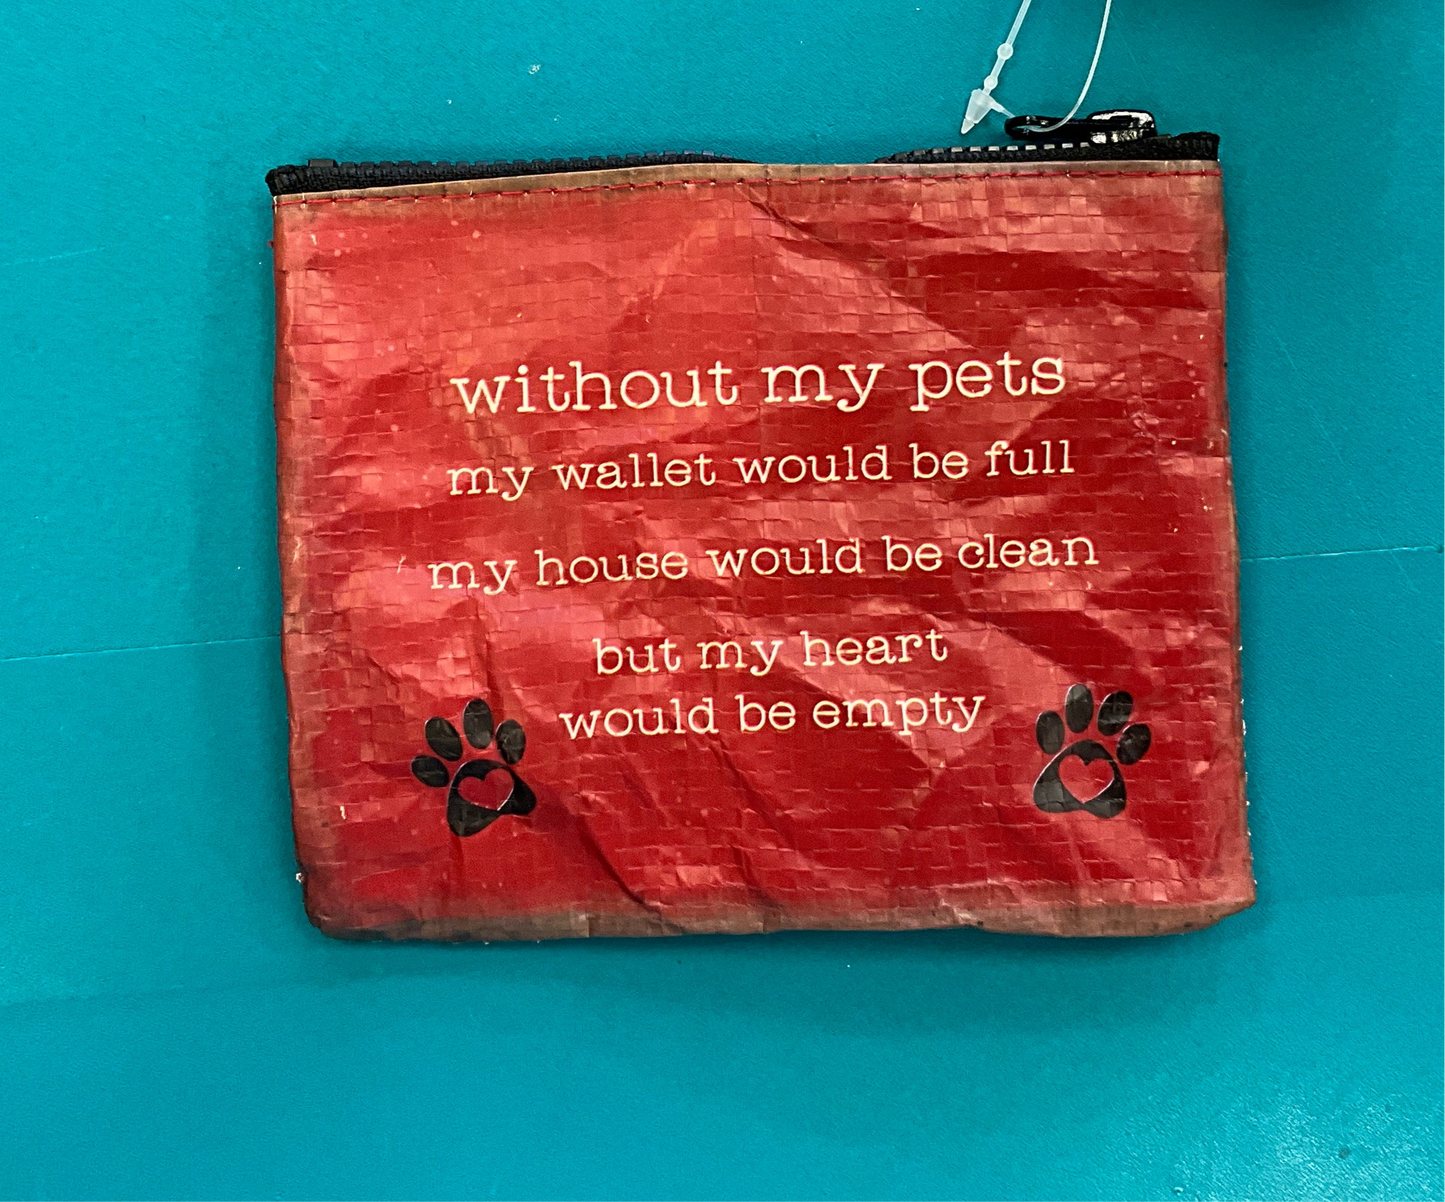 without my pets
my wallet would be full
my house would be clean
but my heart
would be empty